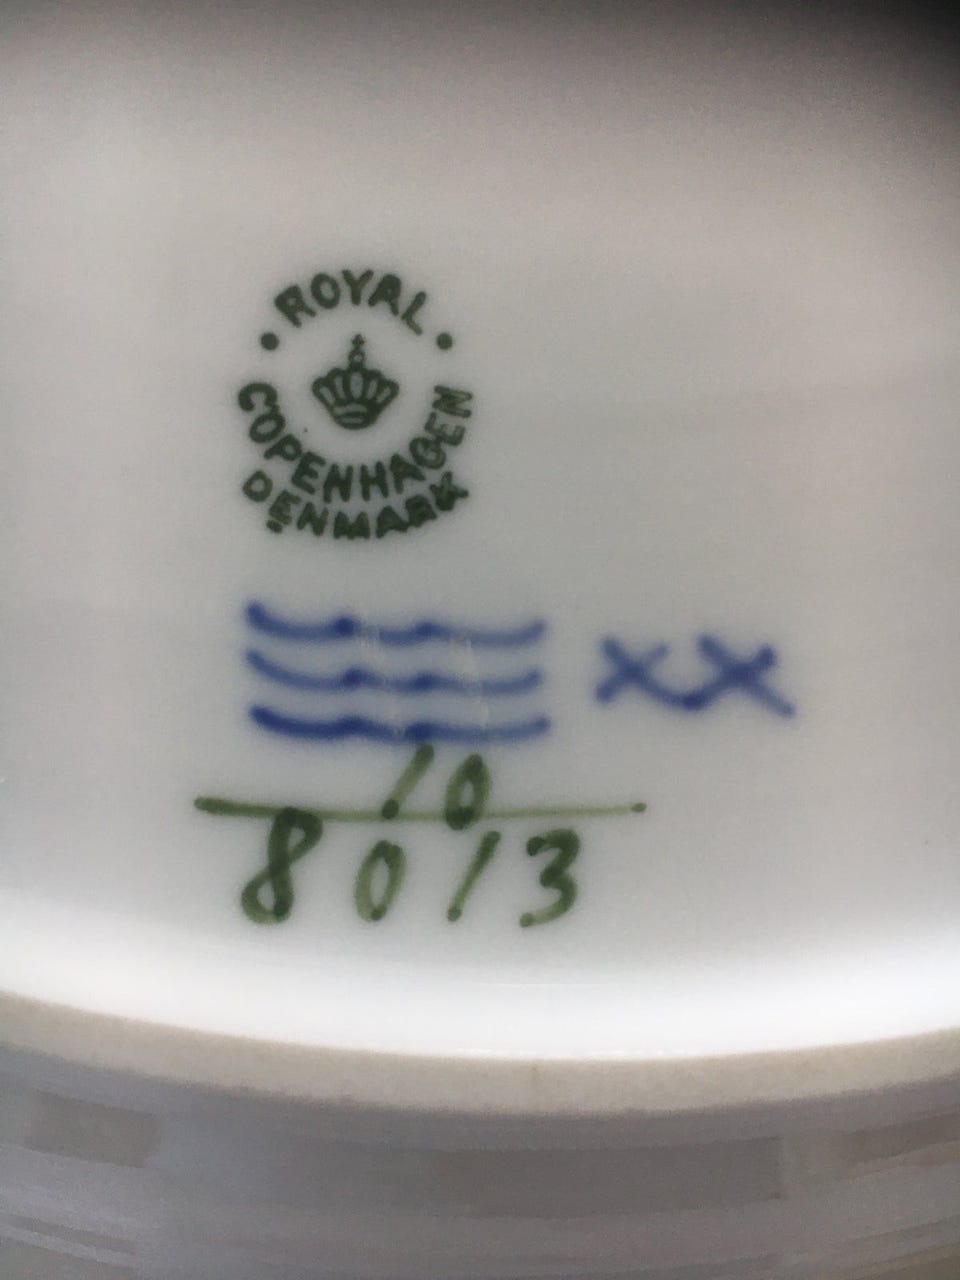 ROYAL
COPENHAGEN
DENMARK
XX
10
8013